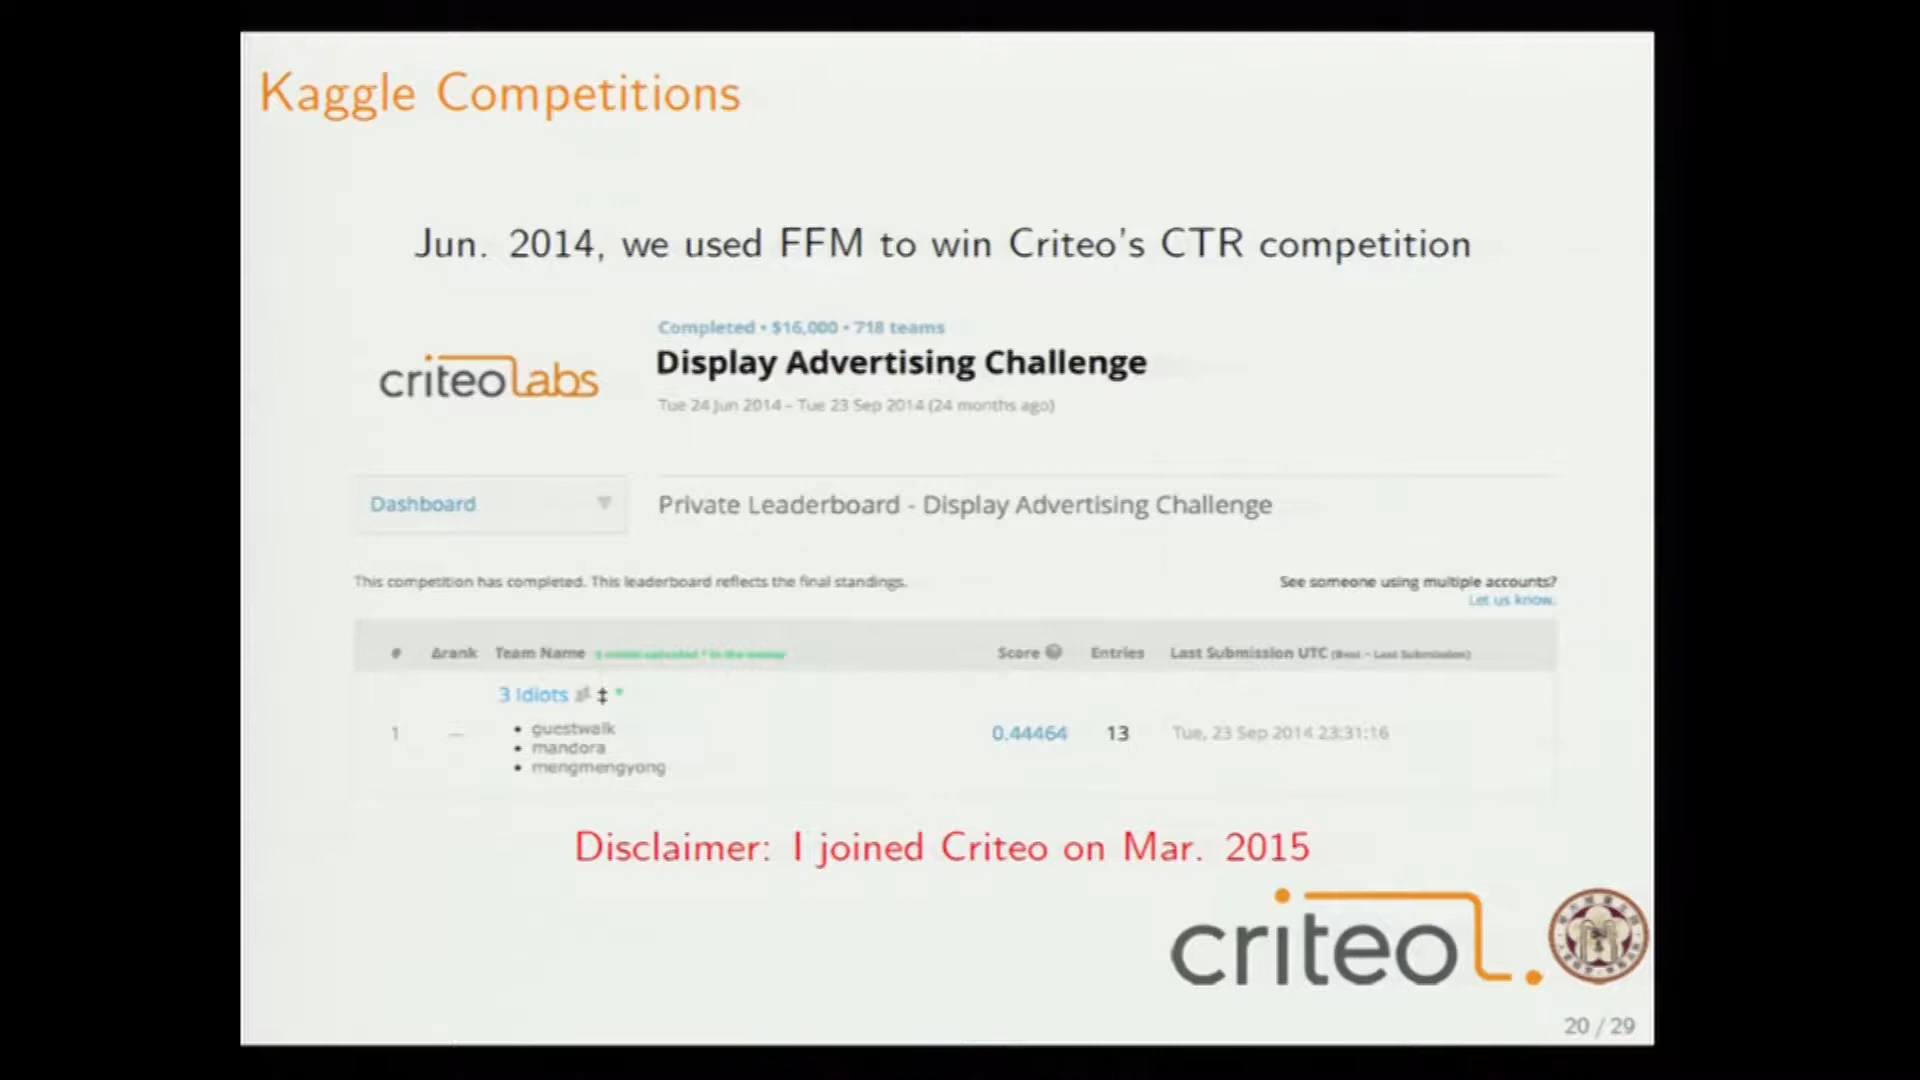 Kaggle Competitions
Jun. 2014, we used FFM to win Criteo's CTR competition
criteolabs
Completed • $16,000 • 718 teams
Display Advertising Challenge
Tue 24 Jun 2014 – Tue 23 Sep 2014 (24 months ago)
Dashboard
Private Leaderboard - Display Advertising Challenge
This competition has completed. This leaderboard reflects the final standings.
See someone using multiple accounts?
Let us know.
# Δrank Team Name Score Entries Last Submission UTC (Best – Last Submission)
3 Idiots ‡ *
1 — 0.44464 13 Tue, 23 Sep 2014 23:31:16
• guestwalk
• mandora
• mengmengyong
Disclaimer: I joined Criteo on Mar. 2015
criteo
20 / 29